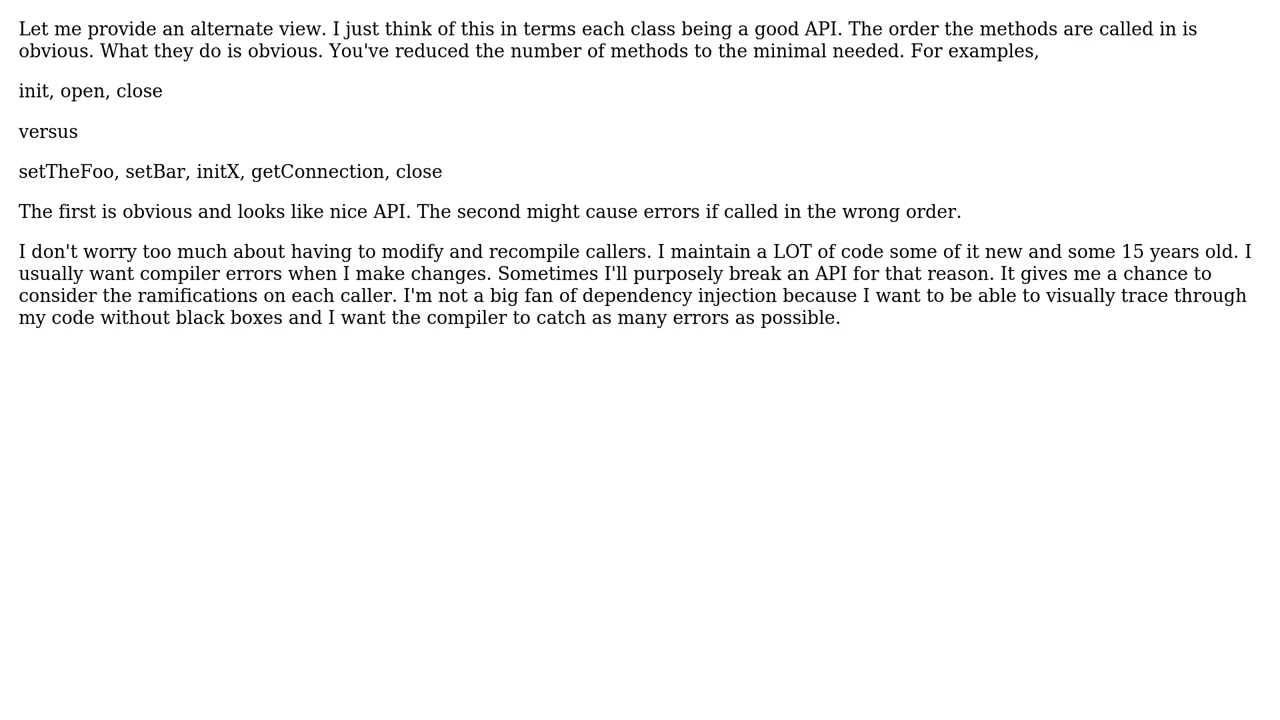 Let me provide an alternate view. I just think of this in terms each class being a good API. The order the methods are called in is
obvious. What they do is obvious. You've reduced the number of methods to the minimal needed. For examples,
init, open, close
versus
setTheFoo, setBar, initX, getConnection, close
The first is obvious and looks like nice API. The second might cause errors if called in the wrong order.
I don't worry too much about having to modify and recompile callers. I maintain a LOT of code some of it new and some 15 years old. I
usually want compiler errors when I make changes. Sometimes I'll purposely break an API for that reason. It gives me a chance to
consider the ramifications on each caller. I'm not a big fan of dependency injection because I want to be able to visually trace through
my code without black boxes and I want the compiler to catch as many errors as possible.